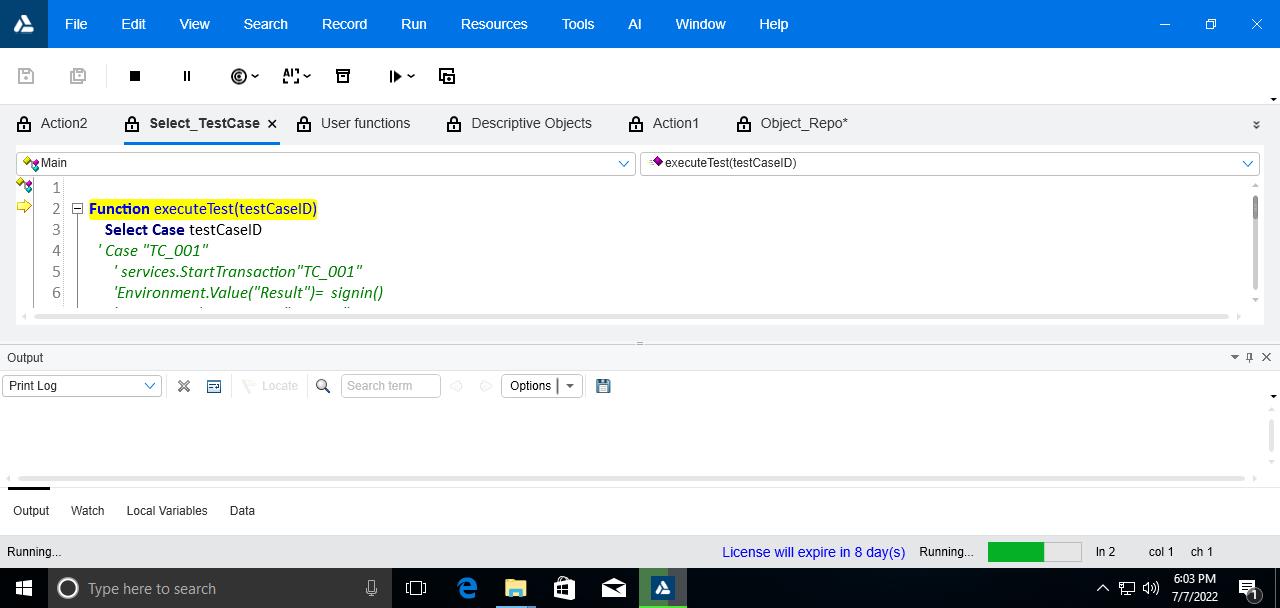 File Edit View Search Record Run Resources Tools AI Window Help
Action2 Select_TestCase User functions Descriptive Objects Action1 Object_Repo*
Main executeTest(testCaseID)
1
2 Function executeTest(testCaseID)
3 Select Case testCaseID
4 ' Case "TC_001"
5 ' services.StartTransaction"TC_001"
6 'Environment.Value("Result")= signin()
Output
Print Log Locate Search term Options
Output Watch Local Variables Data
Running... License will expire in 8 day(s) Running... ln 2 col 1 ch 1
Type here to search
6:03 PM
7/7/2022
1